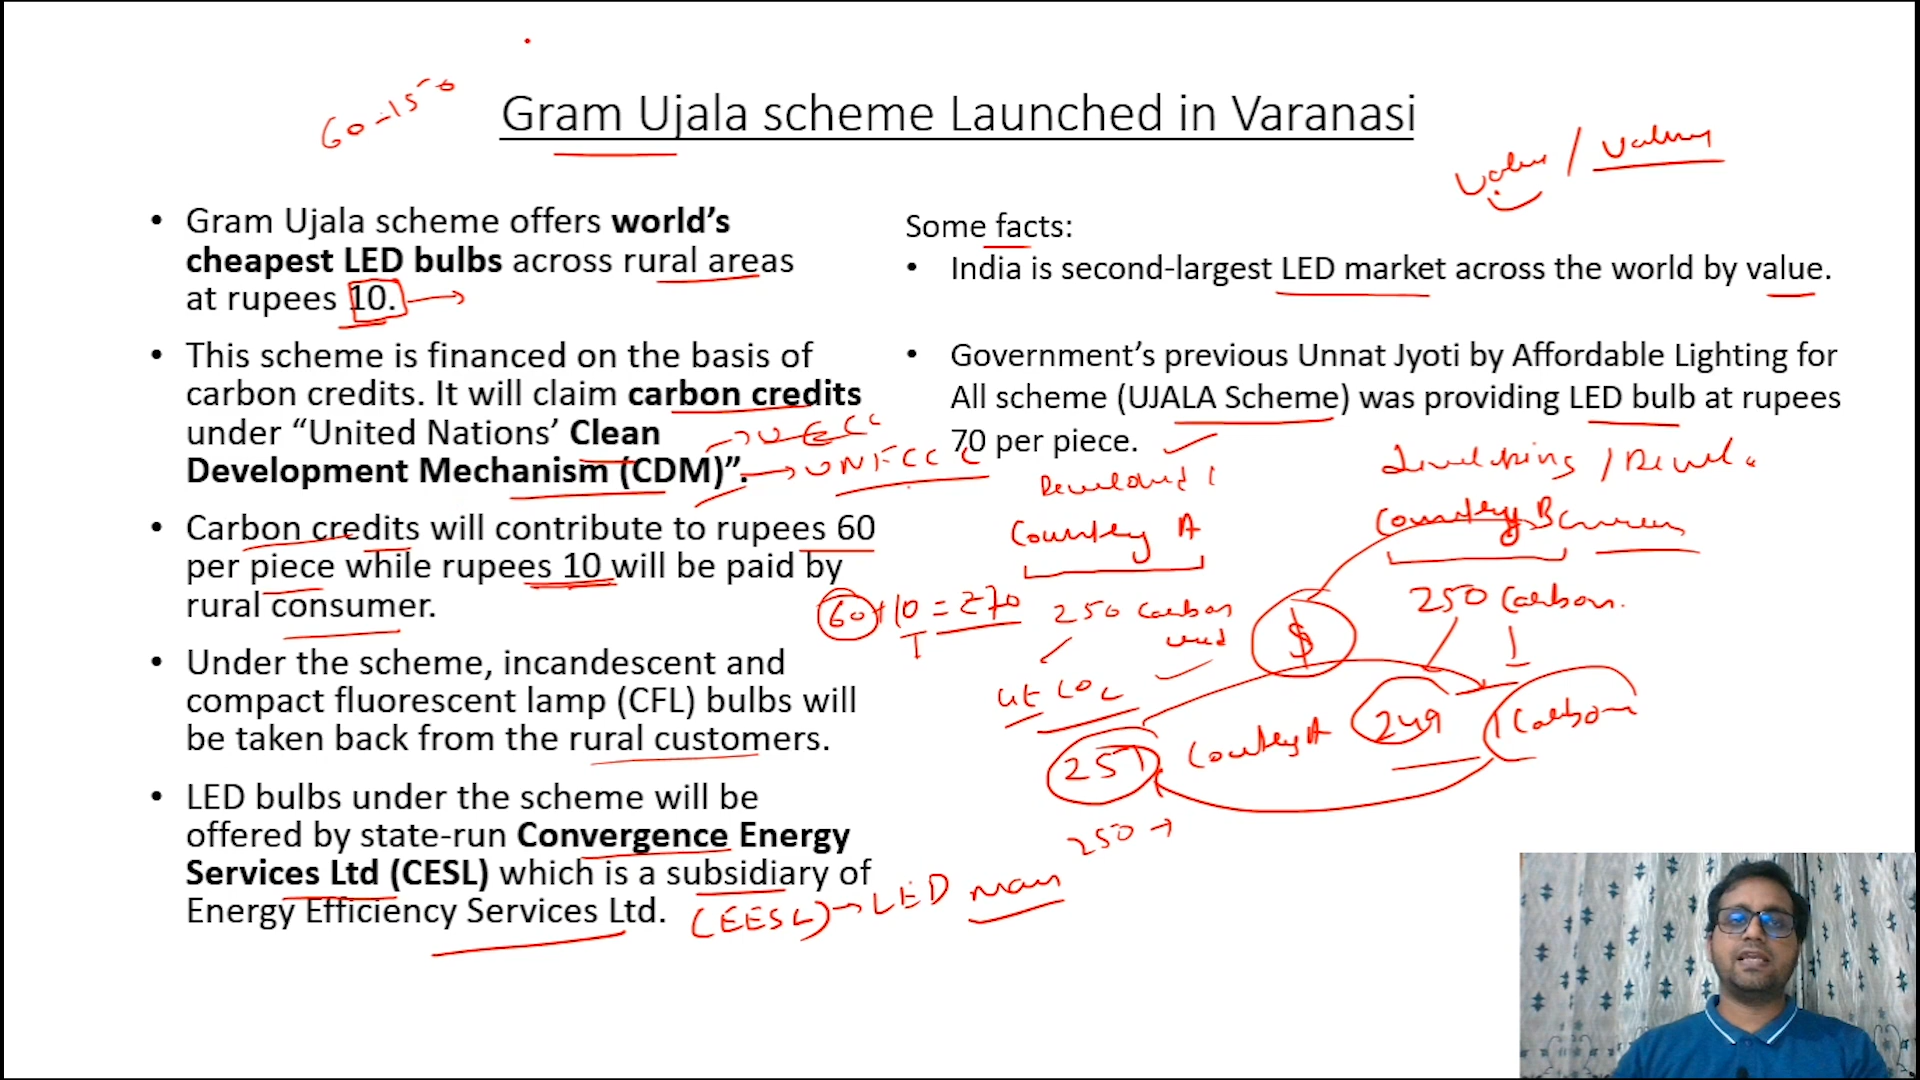 60-150
Gram Ujala scheme Launched in Varanasi
• Gram Ujala scheme offers world’s
cheapest LED bulbs across rural areas
at rupees 10.
• This scheme is financed on the basis of
carbon credits. It will claim carbon credits
under “United Nations’ Clean
Development Mechanism (CDM)”.
UNFCCC
• Carbon credits will contribute to rupees 60
per piece while rupees 10 will be paid by
rural consumer.
• Under the scheme, incandescent and
compact fluorescent lamp (CFL) bulbs will
be taken back from the rural customers.
• LED bulbs under the scheme will be
offered by state-run Convergence Energy
Services Ltd (CESL) which is a subsidiary of
Energy Efficiency Services Ltd.
(EESL) → LED
value /
Some facts:
• India is second-largest LED market across the world by value.
• Government’s previous Unnat Jyoti by Affordable Lighting for
All scheme (UJALA Scheme) was providing LED bulb at rupees
70 per piece.
Country A
Country B
60+10 = ₹70
250 Carbon
used
$
250 Carbon
251
Country A
249
1 Carbon
250 →